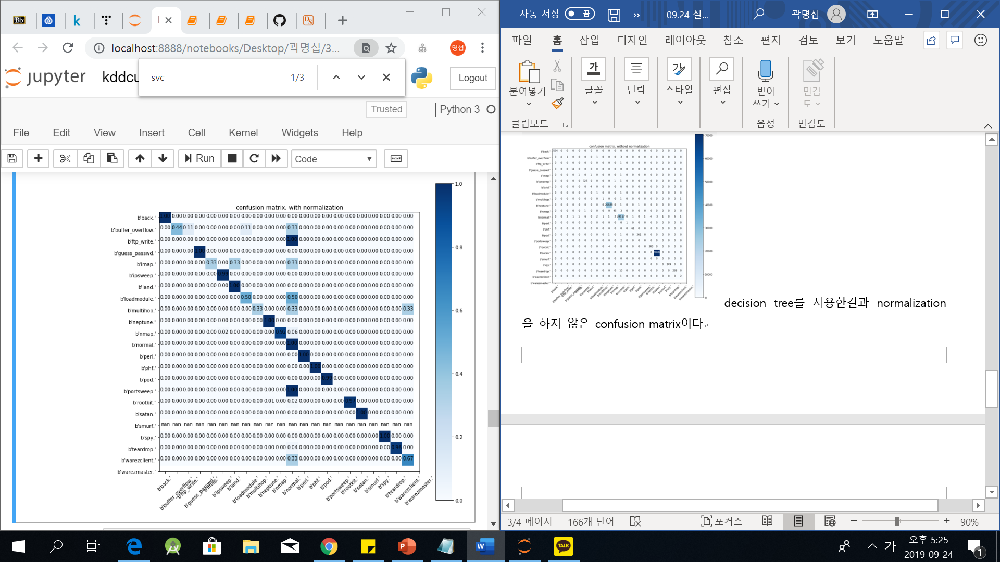 localhost:8888/notebooks/Desktop/곽명섭/3...
명섭
svc
1/3
jupyter
kddcu
Logout
Trusted
Python 3
File Edit View Insert Cell Kernel Widgets Help
Run
Code
confusion matrix, with normalization
1.0
0.8
0.6
0.4
0.2
0.0
b'back.' 1.00 0.00 0.00 0.00 0.00 0.00 0.00 0.00 0.00 0.00 0.00 0.00 0.00 0.00 0.00 0.00 0.00 0.00 0.00 0.00 0.00 0.00
b'buffer_overflow.' 0.00 0.44 0.11 0.00 0.00 0.00 0.00 0.11 0.00 0.00 0.00 0.33 0.00 0.00 0.00 0.00 0.00 0.00 0.00 0.00 0.00 0.00
b'ftp_write.' 0.00 0.00 0.00 0.00 0.00 0.00 0.00 0.00 0.00 0.00 0.00 1.00 0.00 0.00 0.00 0.00 0.00 0.00 0.00 0.00 0.00 0.00
b'guess_passwd.' 0.00 0.00 0.00 1.00 0.00 0.00 0.00 0.00 0.00 0.00 0.00 0.00 0.00 0.00 0.00 0.00 0.00 0.00 0.00 0.00 0.00 0.00
b'imap.' 0.00 0.00 0.00 0.00 0.33 0.00 0.33 0.00 0.00 0.00 0.00 0.33 0.00 0.00 0.00 0.00 0.00 0.00 0.00 0.00 0.00 0.00
b'ipsweep.' 0.00 0.00 0.00 0.00 0.00 0.99 0.00 0.00 0.00 0.00 0.00 0.00 0.00 0.00 0.00 0.00 0.00 0.00 0.00 0.00 0.00 0.00
b'land.' 0.00 0.00 0.00 0.00 0.00 0.00 1.00 0.00 0.00 0.00 0.00 0.00 0.00 0.00 0.00 0.00 0.00 0.00 0.00 0.00 0.00 0.00
b'loadmodule.' 0.00 0.00 0.00 0.00 0.00 0.00 0.00 0.50 0.00 0.00 0.00 0.50 0.00 0.00 0.00 0.00 0.00 0.00 0.00 0.00 0.00 0.00
b'multihop.' 0.00 0.00 0.00 0.00 0.00 0.00 0.00 0.00 0.33 0.00 0.00 0.33 0.00 0.00 0.00 0.00 0.00 0.00 0.00 0.00 0.00 0.33
b'neptune.' 0.00 0.00 0.00 0.00 0.00 0.00 0.00 0.00 0.00 1.00 0.00 0.00 0.00 0.00 0.00 0.00 0.00 0.00 0.00 0.00 0.00 0.00
b'nmap.' 0.00 0.00 0.00 0.00 0.00 0.02 0.00 0.00 0.00 0.00 0.92 0.06 0.00 0.00 0.00 0.00 0.00 0.00 0.00 0.00 0.00 0.00
b'normal.' 0.00 0.00 0.00 0.00 0.00 0.00 0.00 0.00 0.00 0.00 0.00 1.00 0.00 0.00 0.00 0.00 0.00 0.00 0.00 0.00 0.00 0.00
b'perl.' 0.00 0.00 0.00 0.00 0.00 0.00 0.00 0.00 0.00 0.00 0.00 0.00 1.00 0.00 0.00 0.00 0.00 0.00 0.00 0.00 0.00 0.00
b'phf.' 0.00 0.00 0.00 0.00 0.00 0.00 0.00 0.00 0.00 0.00 0.00 0.00 0.00 1.00 0.00 0.00 0.00 0.00 0.00 0.00 0.00 0.00
b'pod.' 0.00 0.00 0.00 0.00 0.00 0.00 0.00 0.00 0.00 0.00 0.00 0.00 0.00 0.00 0.99 0.00 0.00 0.00 0.00 0.00 0.00 0.00
b'portsweep.' 0.00 0.00 0.00 0.00 0.00 0.00 0.00 0.00 0.00 0.00 0.00 1.00 0.00 0.00 0.00 0.00 0.00 0.00 0.00 0.00 0.00 0.00
b'rootkit.' 0.00 0.00 0.00 0.00 0.00 0.00 0.00 0.00 0.00 0.01 0.00 0.02 0.00 0.00 0.00 0.00 0.97 0.00 0.00 0.00 0.00 0.00
b'satan.' 0.00 0.00 0.00 0.00 0.00 0.00 0.00 0.00 0.00 0.00 0.00 0.00 0.00 0.00 0.00 0.00 0.00 1.00 0.00 0.00 0.00 0.00
b'smurf.' nan nan nan nan nan nan nan nan nan nan nan nan nan nan nan nan nan nan nan nan nan nan
b'spy.' 0.00 0.00 0.00 0.00 0.00 0.00 0.00 0.00 0.00 0.00 0.00 0.00 0.00 0.00 0.00 0.00 0.00 0.00 0.00 1.00 0.00 0.00
b'teardrop.' 0.00 0.00 0.00 0.00 0.00 0.00 0.00 0.00 0.00 0.00 0.00 0.04 0.00 0.00 0.00 0.00 0.00 0.00 0.00 0.00 0.96 0.00
b'warezclient.' 0.00 0.00 0.00 0.00 0.00 0.00 0.00 0.00 0.00 0.00 0.00 0.33 0.00 0.00 0.00 0.00 0.00 0.00 0.00 0.00 0.00 0.67
b'warezmaster.'
b'back.' b'buffer_overflow.' b'ftp_write.' b'guess_passwd.' b'imap.' b'ipsweep.' b'land.' b'loadmodule.' b'multihop.' b'neptune.' b'nmap.' b'normal.' b'perl.' b'phf.' b'pod.' b'portsweep.' b'rootkit.' b'satan.' b'smurf.' b'spy.' b'teardrop.' b'warezclient.' b'warezmaster.'
자동 저장 끔 09.24 실... 곽명섭
파일 홈 삽입 디자인 레이아웃 참조 편지 검토 보기 도움말
붙여넣기
글꼴
단락
스타일
편집
받아
쓰기
민감
도
클립보드
음성
민감도
confusion matrix, without normalization
70000
60000
50000
40000
30000
20000
10000
0
decision tree를 사용한결과 normalization
을 하지 않은 confusion matrix이다
3/4 페이지 166개 단어 포커스 90%
TALK
가
오후 5:25
2019-09-24
1